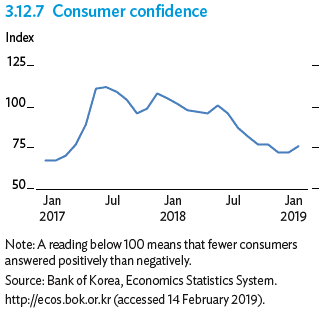 3.12.7 Consumer confidence
Index
125
100
75
50
Jan Jul Jan Jul Jan
2017 2018 2019
Note: A reading below 100 means that fewer consumers
answered positively than negatively.
Source: Bank of Korea, Economics Statistics System.
http://ecos.bok.or.kr (accessed 14 February 2019).